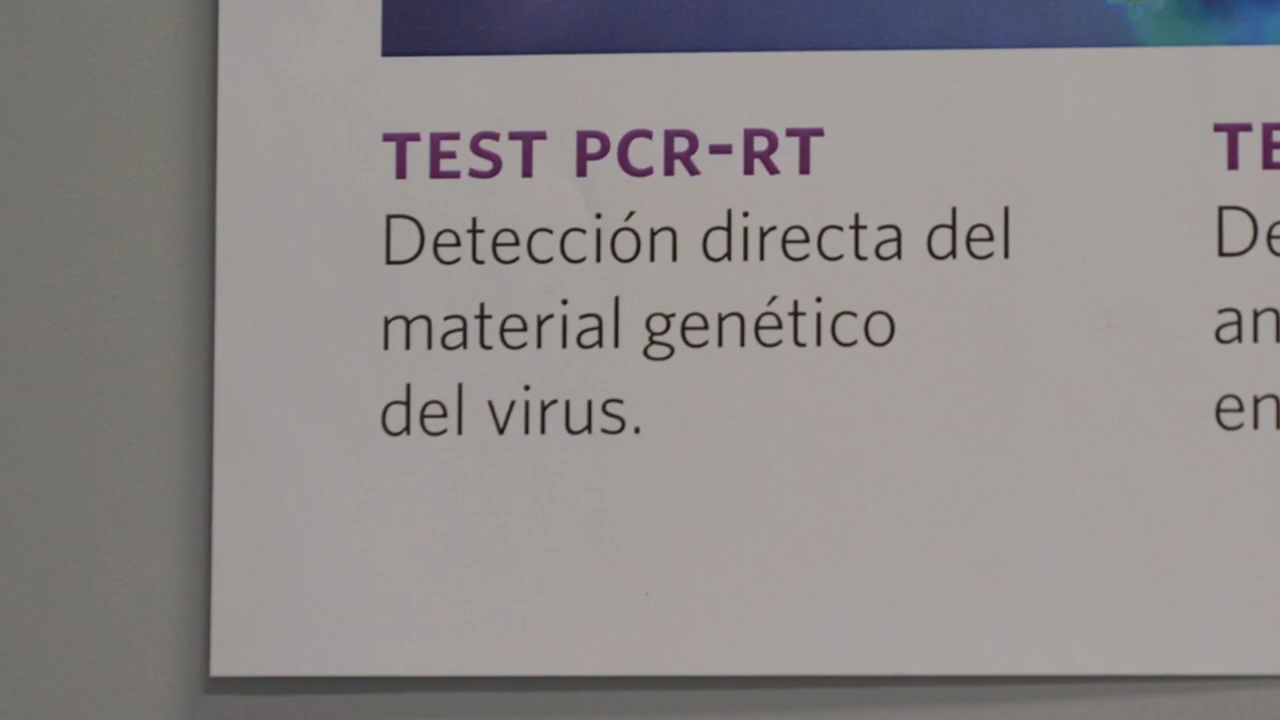 TEST PCR-RT
Detección directa del
material genético
del virus.